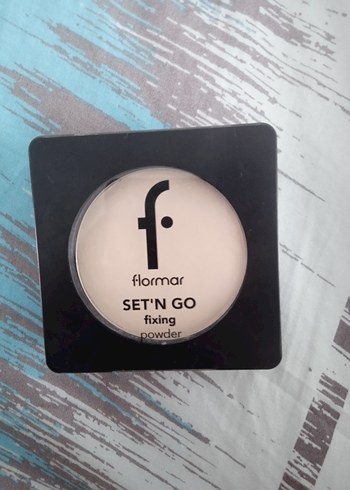 f
flormar
SET'N GO
fixing
powder